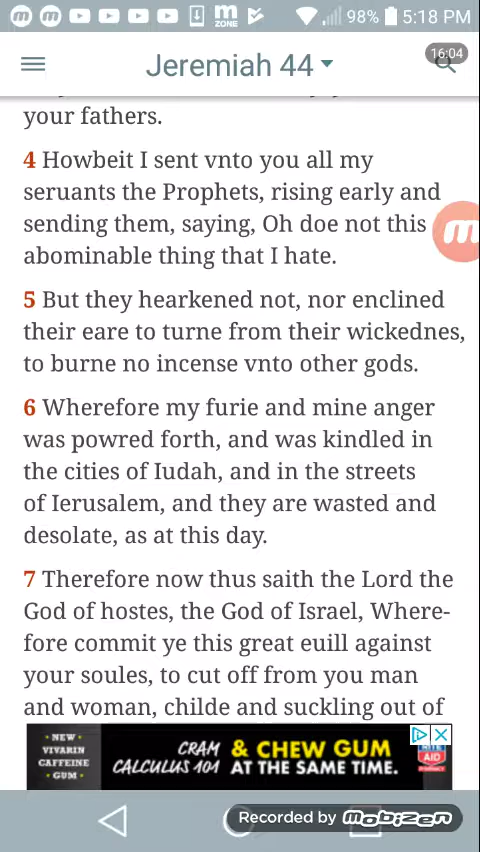 98% 5:18 PM
m
ZONE
Jeremiah 44
16:04
your fathers.
4 Howbeit I sent vnto you all my
seruants the Prophets, rising early and
sending them, saying, Oh doe not this
abominable thing that I hate.
5 But they hearkened not, nor enclined
their eare to turne from their wickednes,
to burne no incense vnto other gods.
6 Wherefore my furie and mine anger
was powred forth, and was kindled in
the cities of Iudah, and in the streets
of Ierusalem, and they are wasted and
desolate, as at this day.
7 Therefore now thus saith the Lord the
God of hostes, the God of Israel, Where-
fore commit ye this great euill against
your soules, to cut off from you man
and woman, childe and suckling out of
• NEW •
VIVARIN
CAFFEINE
• GUM •
CRAM & CHEW GUM
CALCULUS 101 AT THE SAME TIME.
RITE
AID
Recorded by Mobizen